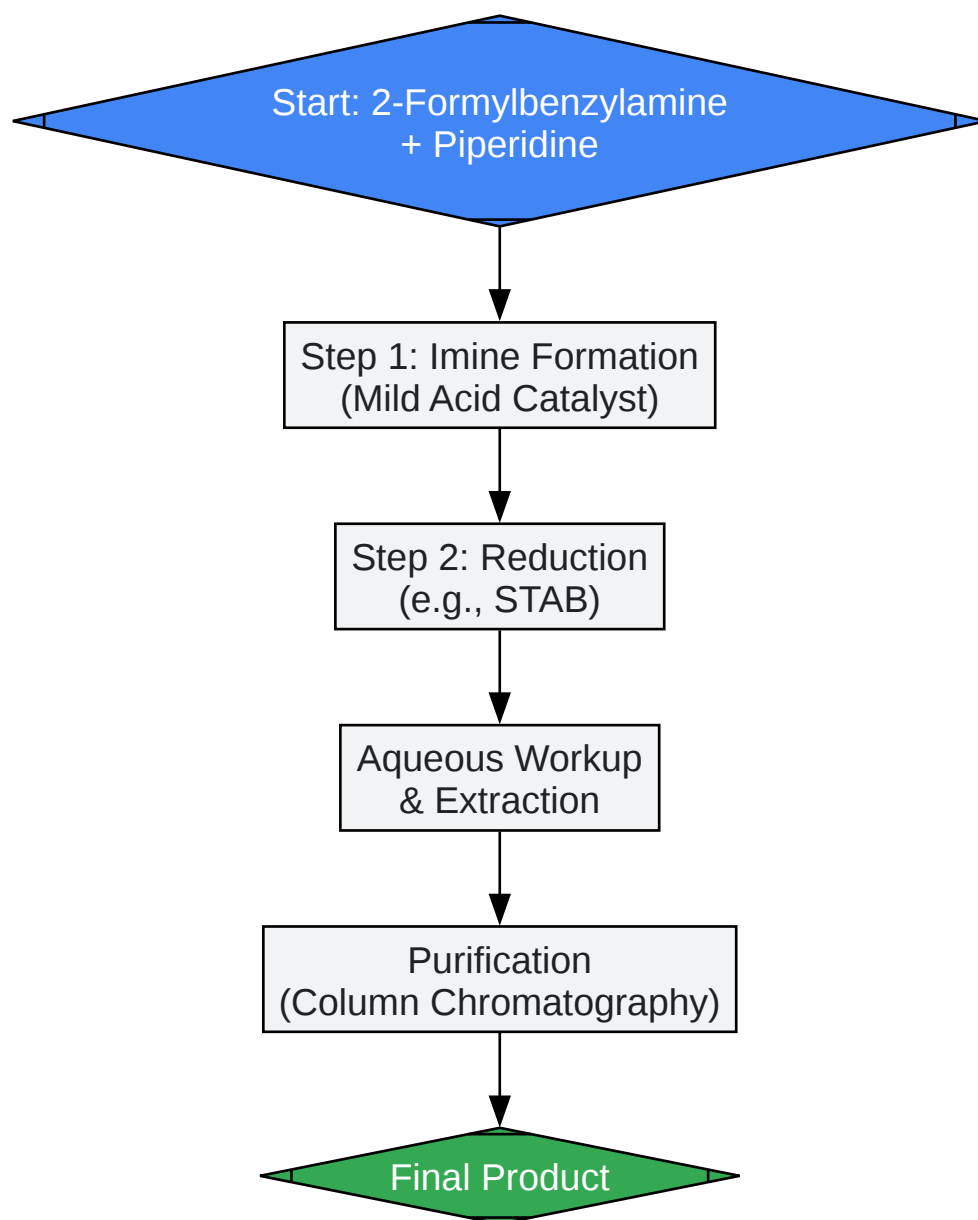 Start: 2-Formylbenzylamine
+ Piperidine
Step 1: Imine Formation
(Mild Acid Catalyst)
Step 2: Reduction
(e.g., STAB)
Aqueous Workup
& Extraction
Purification
(Column Chromatography)
Final Product